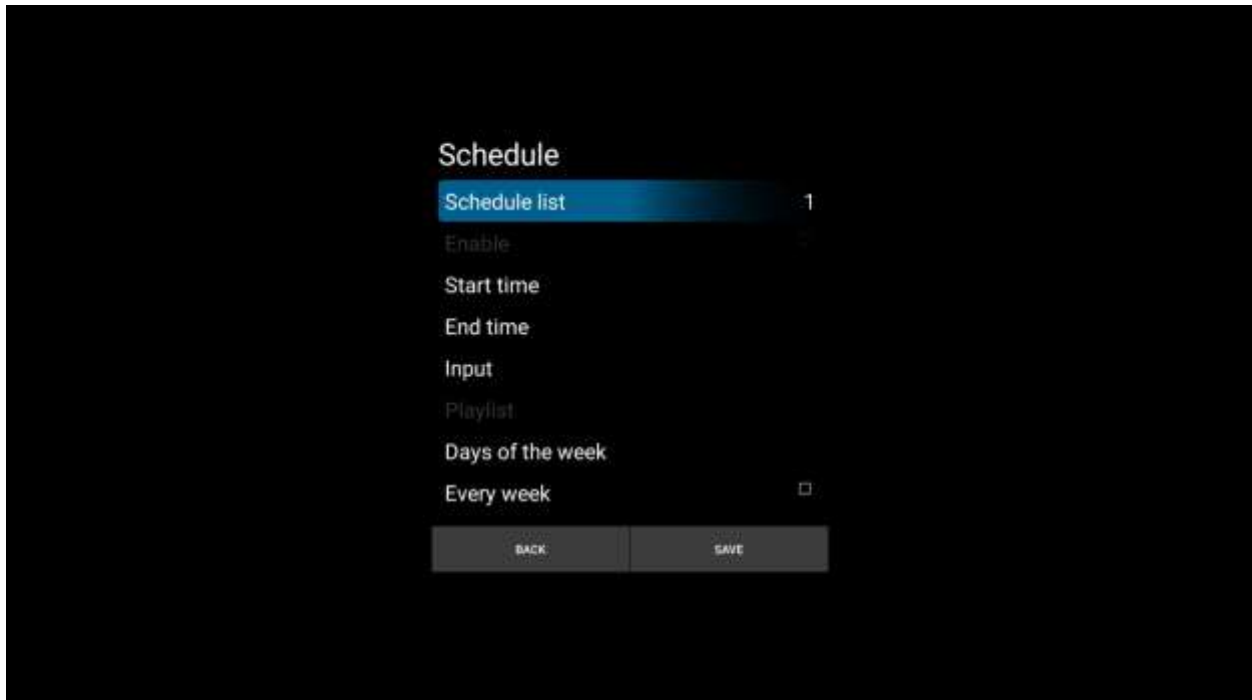 Schedule
Schedule list 1
Enable
Start time
End time
Input
Playlist
Days of the week
Every week
BACK SAVE